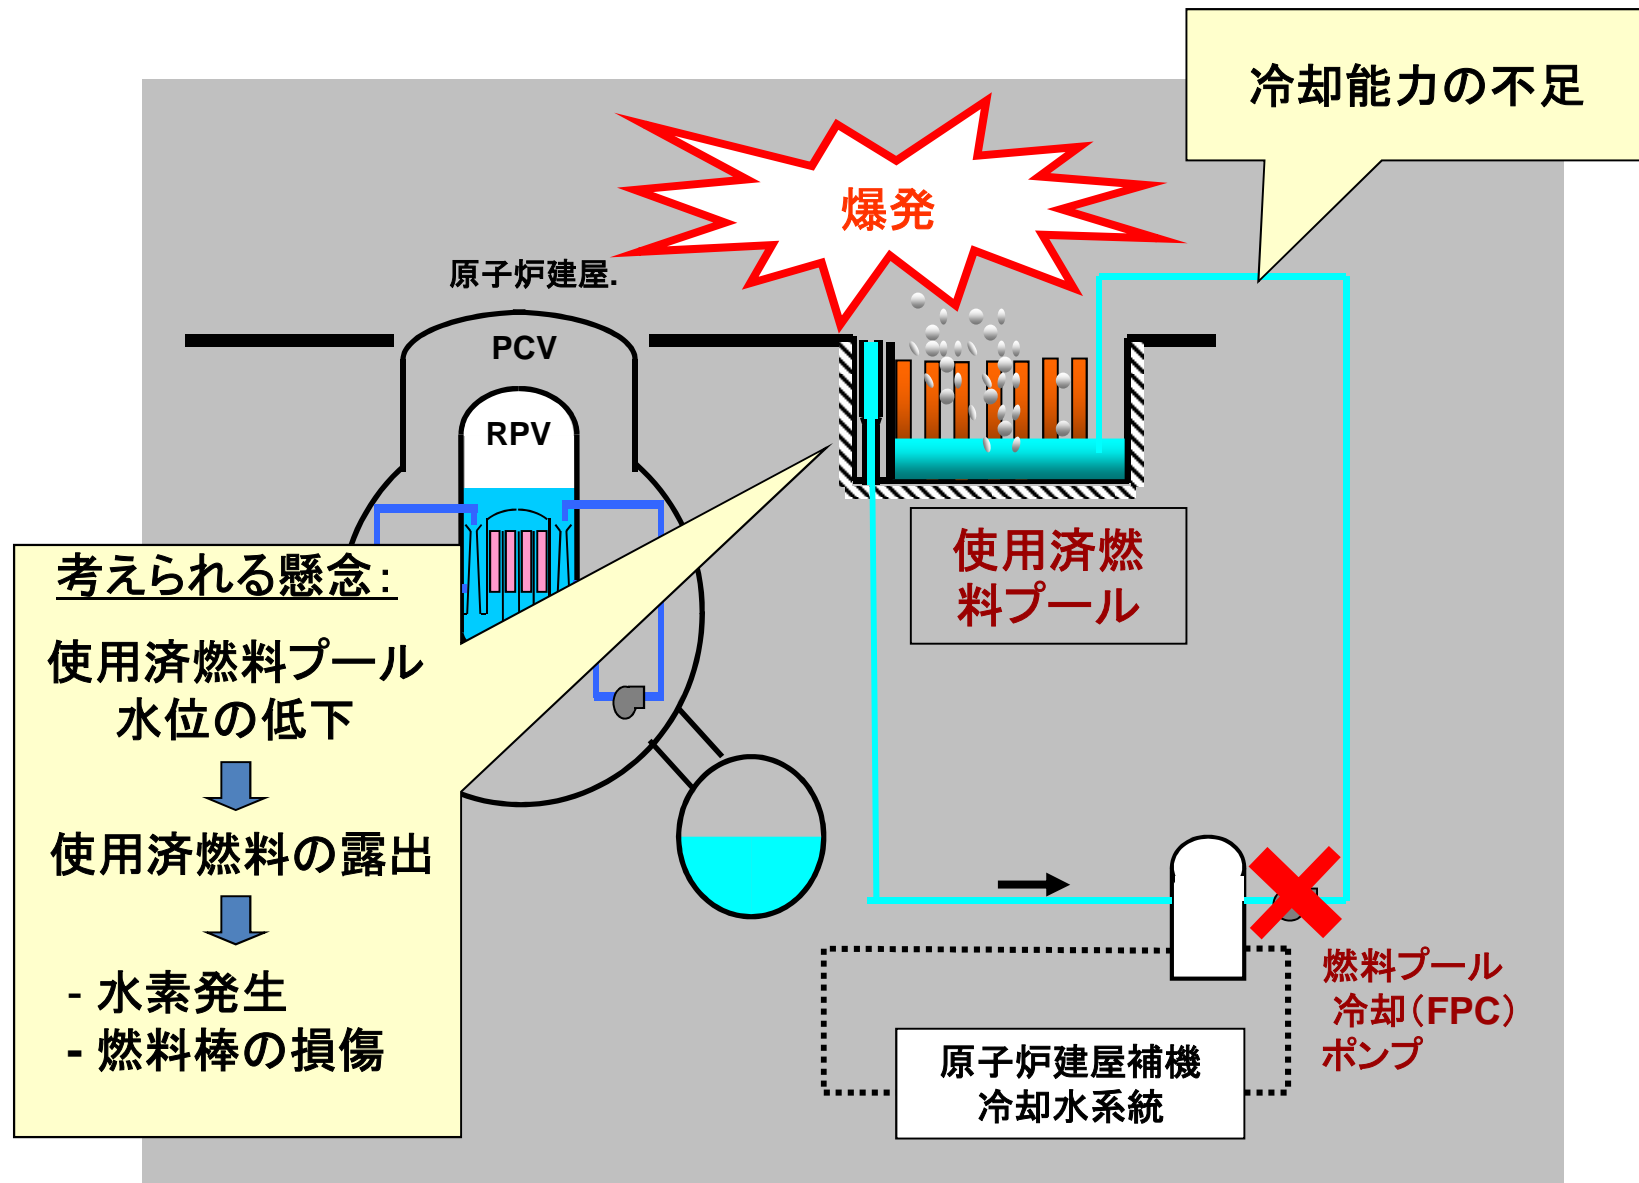 冷却能力の不足
爆発
原子炉建屋.
PCV
RPV
使用済燃
料プール
考えられる懸念:
使用済燃料プール
水位の低下
使用済燃料の露出
- 水素発生
- 燃料棒の損傷
燃料プール
冷却(FPC)
ポンプ
原子炉建屋補機
冷却水系統